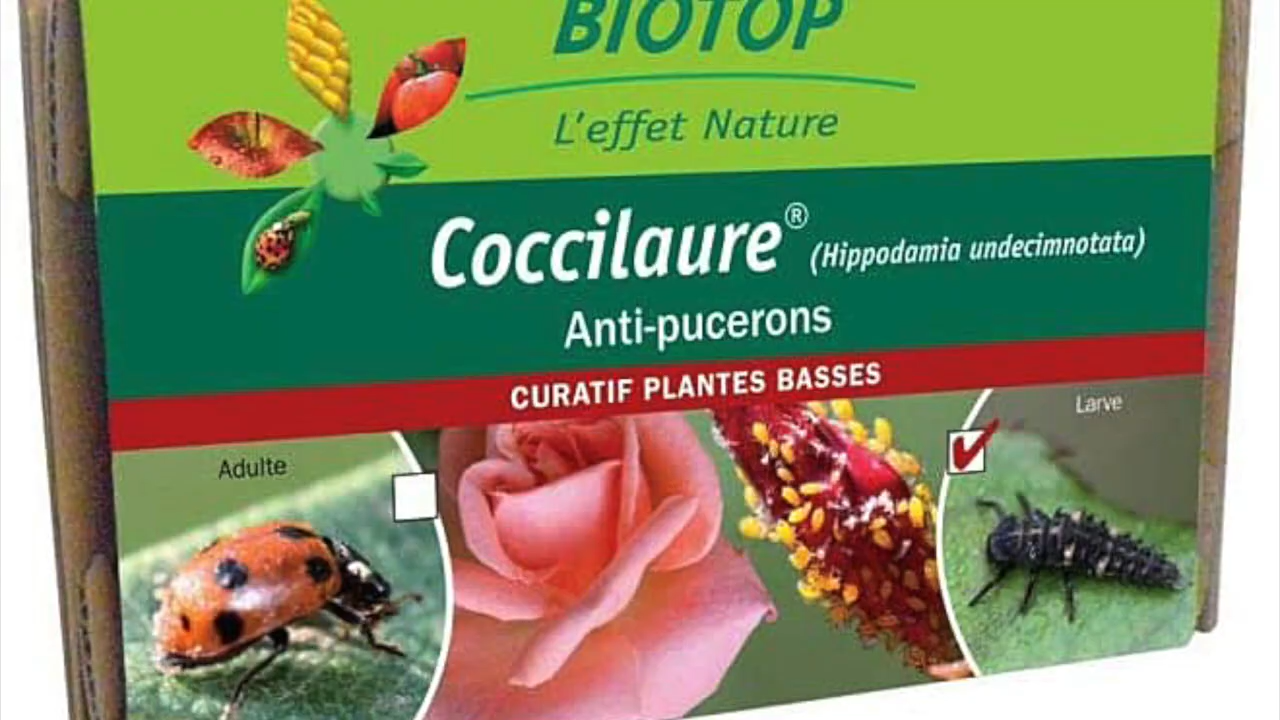 BIOTOP
L'effet Nature
Coccilaure® (Hippodamia undecimnotata)
Anti-pucerons
CURATIF PLANTES BASSES
Adulte
Larve